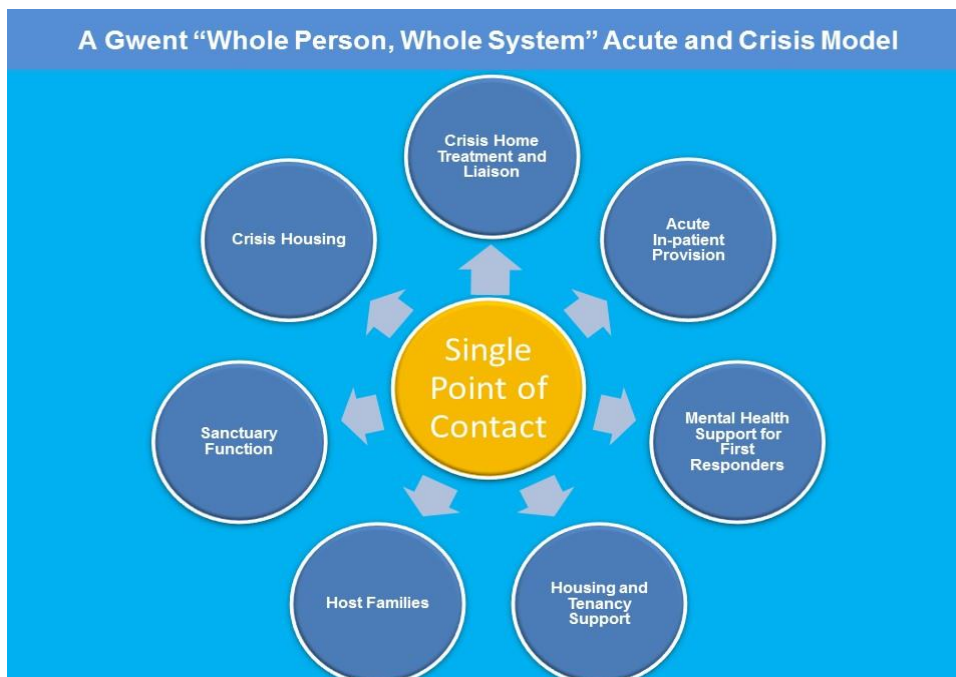 A Gwent “Whole Person, Whole System” Acute and Crisis Model
Crisis Home
Treatment and
Liaison
Acute
In-patient
Provision
Mental Health
Support for
First
Responders
Housing and
Tenancy
Support
Host Families
Sanctuary
Function
Crisis Housing
Single
Point of
Contact